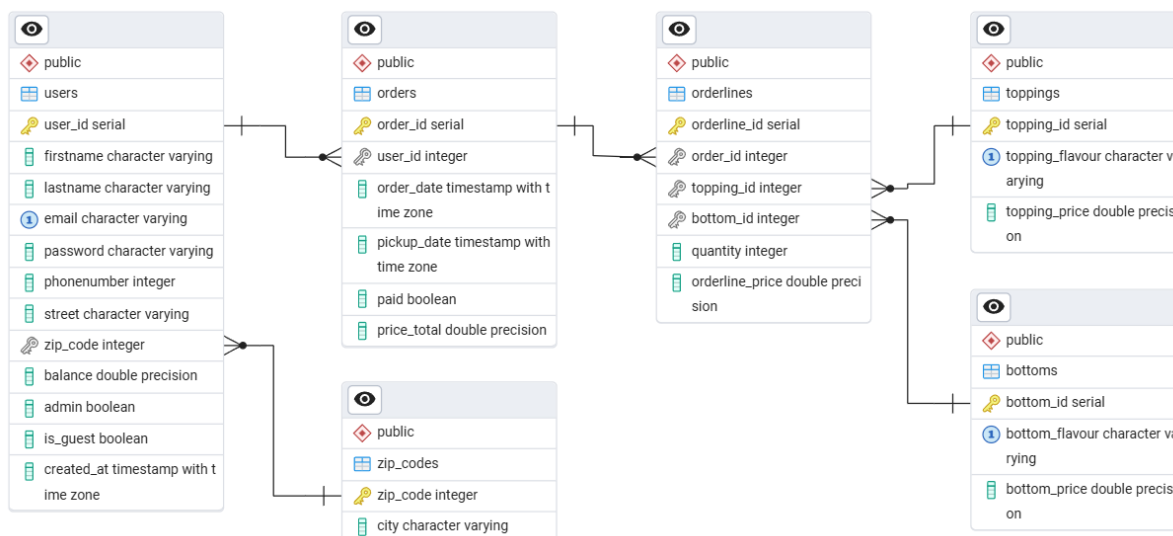 public
users
user_id serial
firstname character varying
lastname character varying
1 email character varying
password character varying
phonenumber integer
street character varying
zip_code integer
balance double precision
admin boolean
is_guest boolean
created_at timestamp with t
ime zone
public
orders
order_id serial
user_id integer
order_date timestamp with t
ime zone
pickup_date timestamp with
time zone
paid boolean
price_total double precision
public
zip_codes
zip_code integer
city character varying
public
orderlines
orderline_id serial
order_id integer
topping_id integer
bottom_id integer
quantity integer
orderline_price double preci
sion
public
toppings
topping_id serial
1 topping_flavour character v
arying
topping_price double precis
on
public
bottoms
bottom_id serial
1 bottom_flavour character va
rying
bottom_price double precis
on